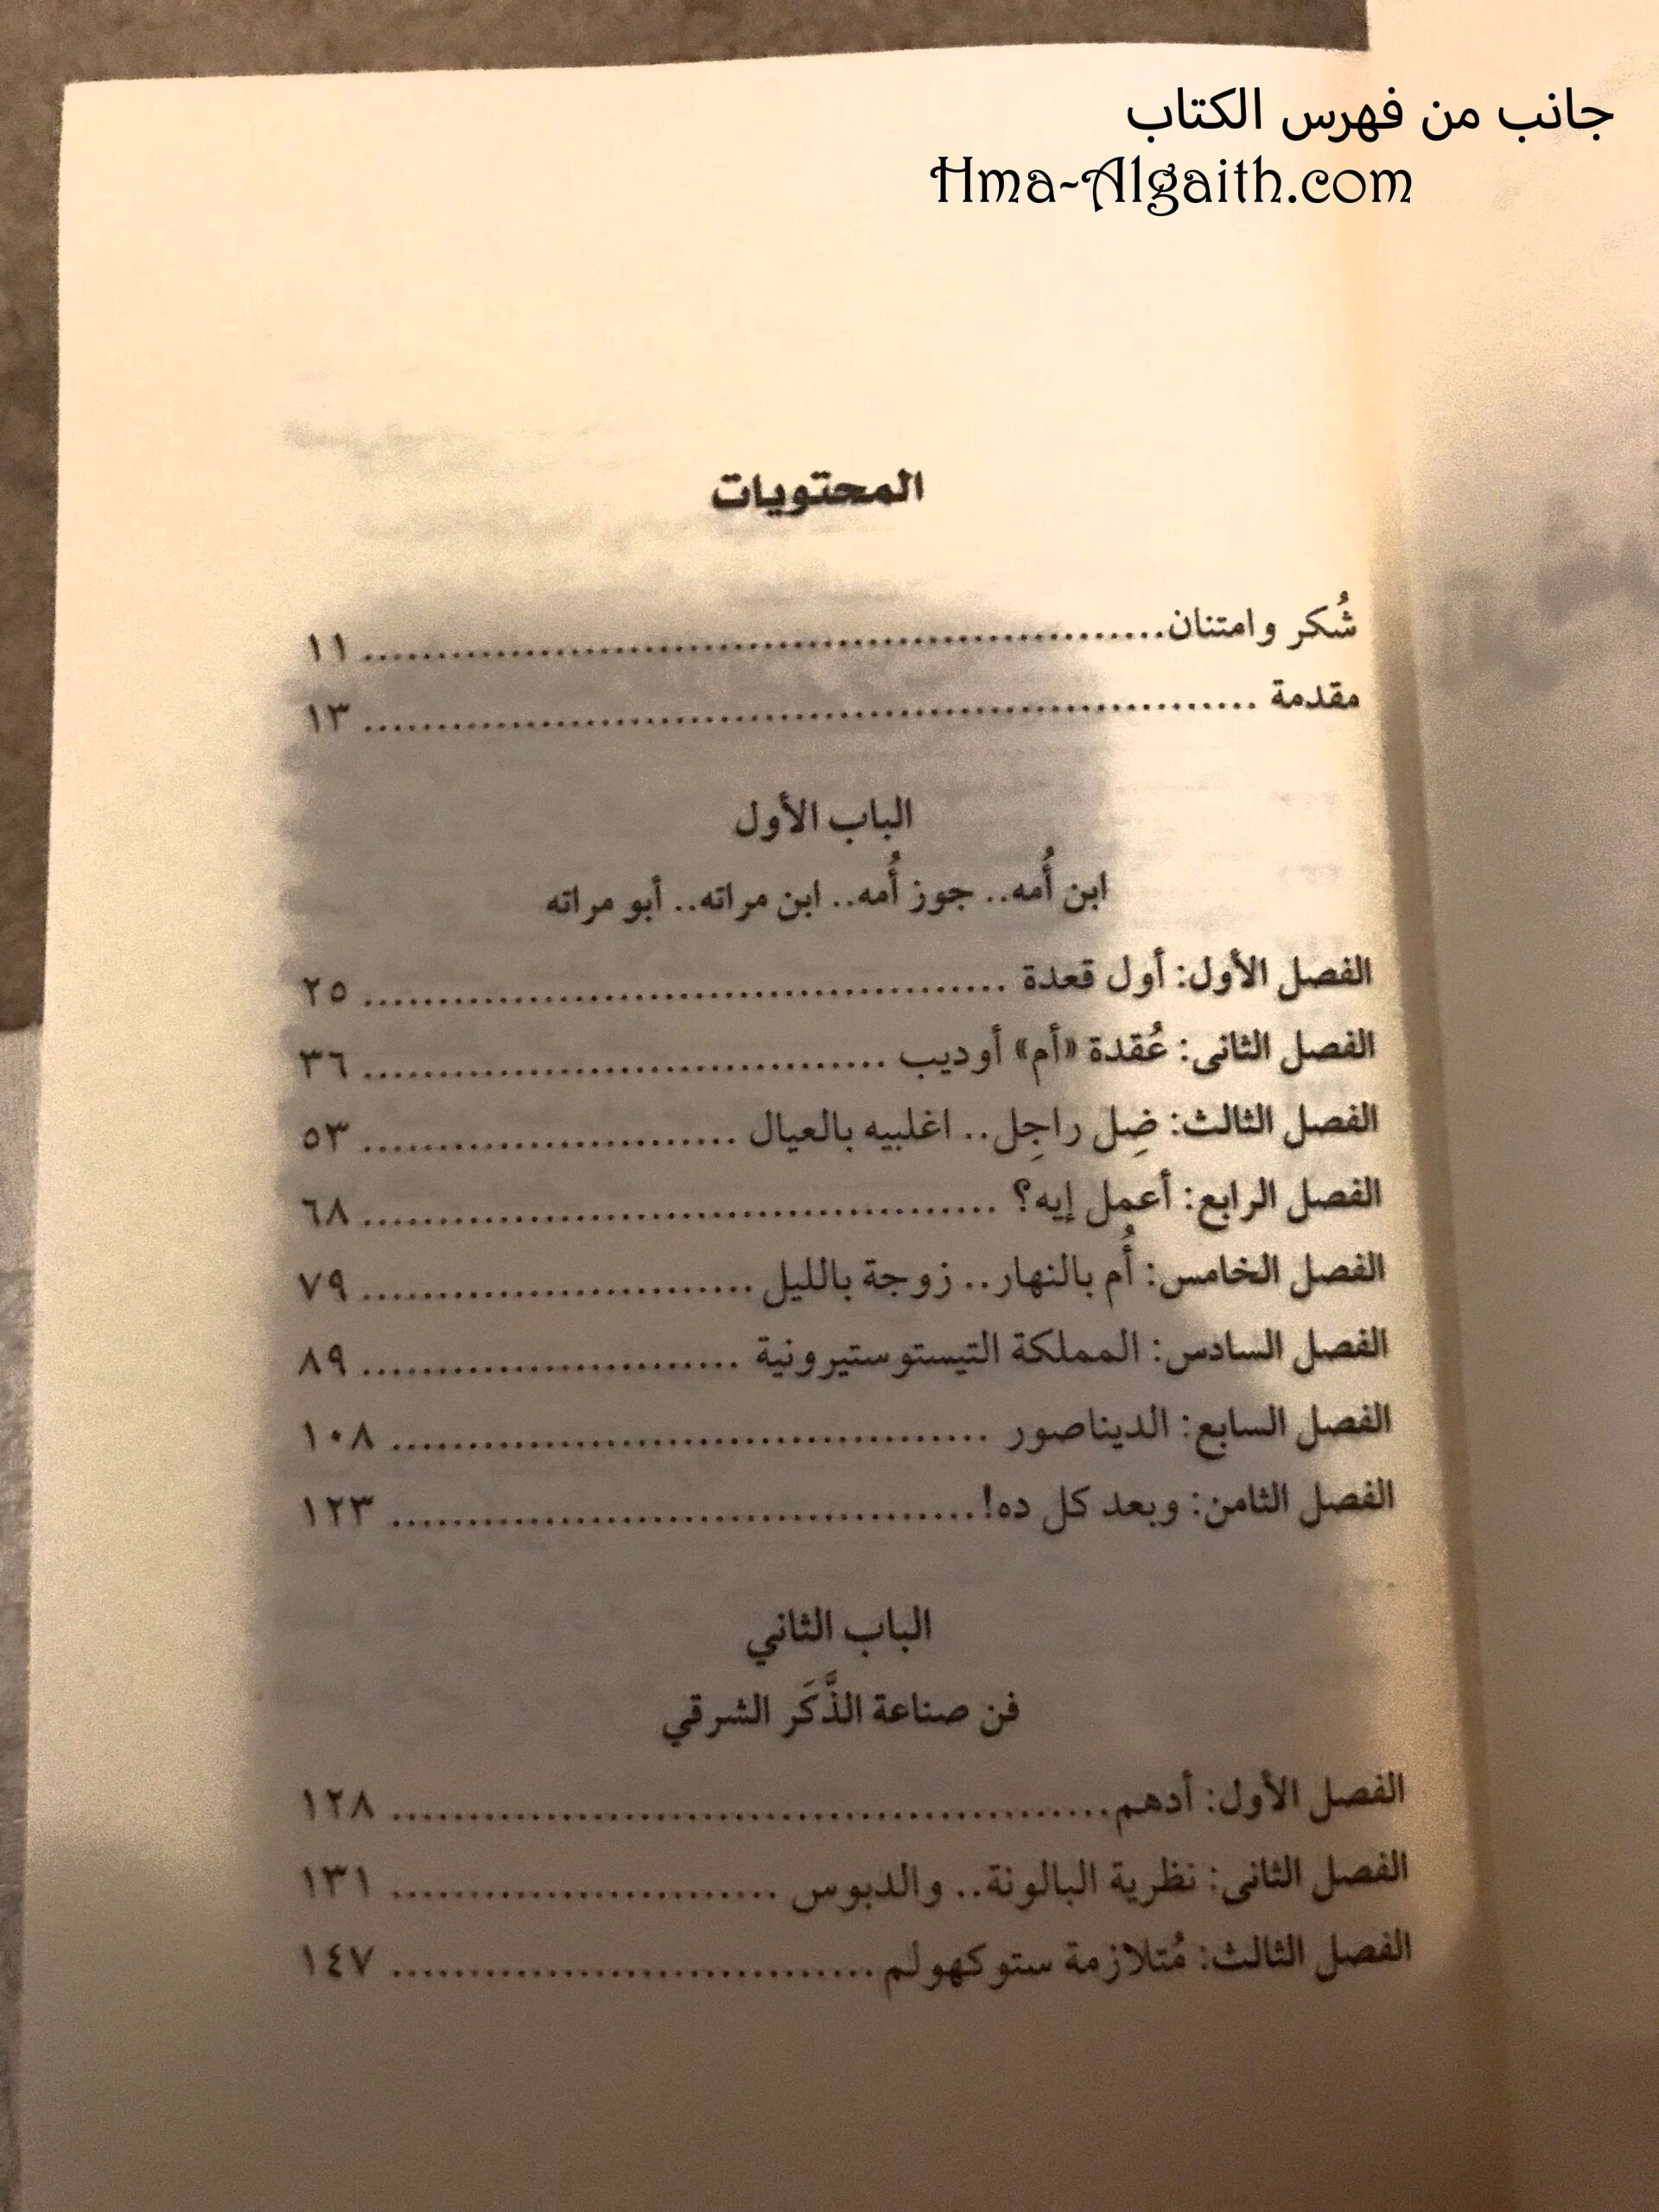 جانب من فهرس الكتاب
Hma-Algaith.com
المحتويات
شُكر وامتنان............................................................ ١١
مقدمة ............................................................ ١٣
الباب الأول
ابن أُمه.. جوز أُمه.. ابن مراته.. أبو مراته
الفصل الأول: أول قعدة ............................................ ٢٥
الفصل الثانى: عُقدة «أم» أوديب .................................... ٣٦
الفصل الثالث: ضِل راجِل.. اغلبيه بالعيال .......................... ٥٣
الفصل الرابع: أعمل إيه؟ ........................................... ٦٨
الفصل الخامس: أُم بالنهار.. زوجة بالليل........................... ٧٩
الفصل السادس: المملكة التيستوستيرونية .......................... ٨٩
الفصل السابع: الديناصور ........................................ ١٠٨
الفصل الثامن: وبعد كل ده!........................................ ١٢٣
الباب الثاني
فن صناعة الذَّكَر الشرقي
الفصل الأول: أدهم................................................ ١٢٨
الفصل الثانى: نظرية البالونة.. والدبوس .......................... ١٣١
الفصل الثالث: مُتلازمة ستوكهولم................................ ١٤٧